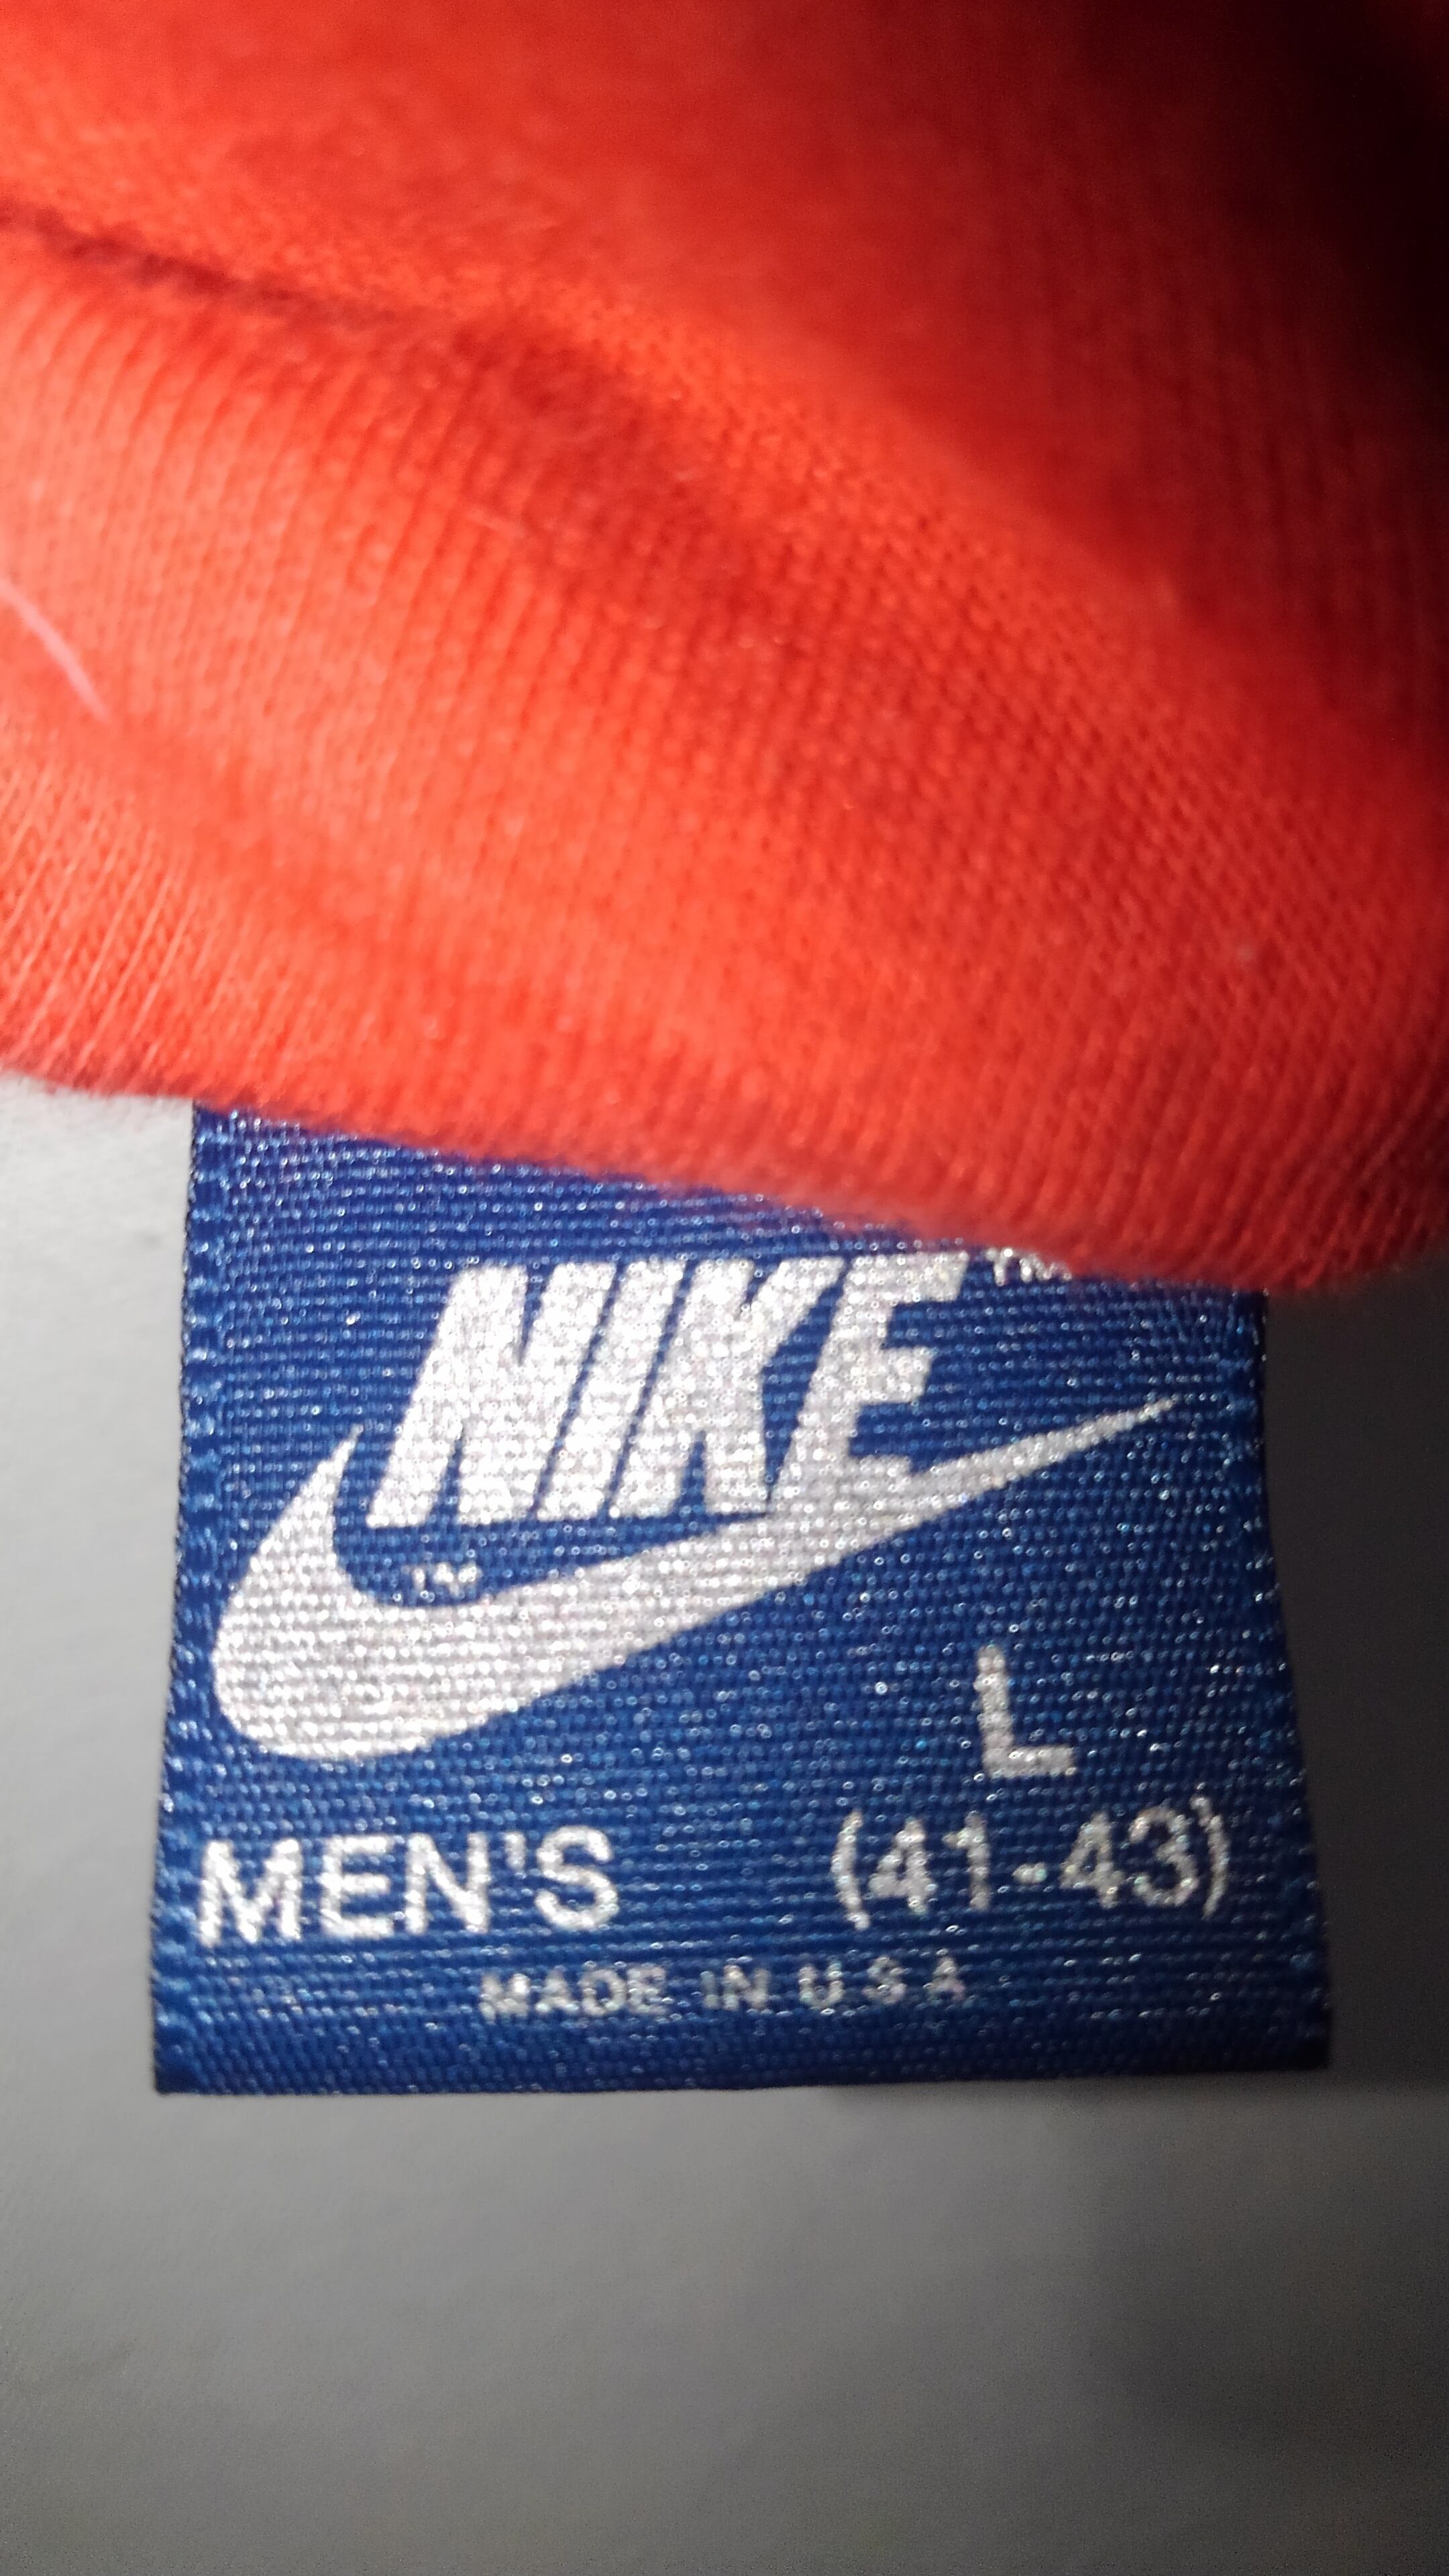 NIKE™
™
L
MEN'S (41-43)
MADE IN U S A